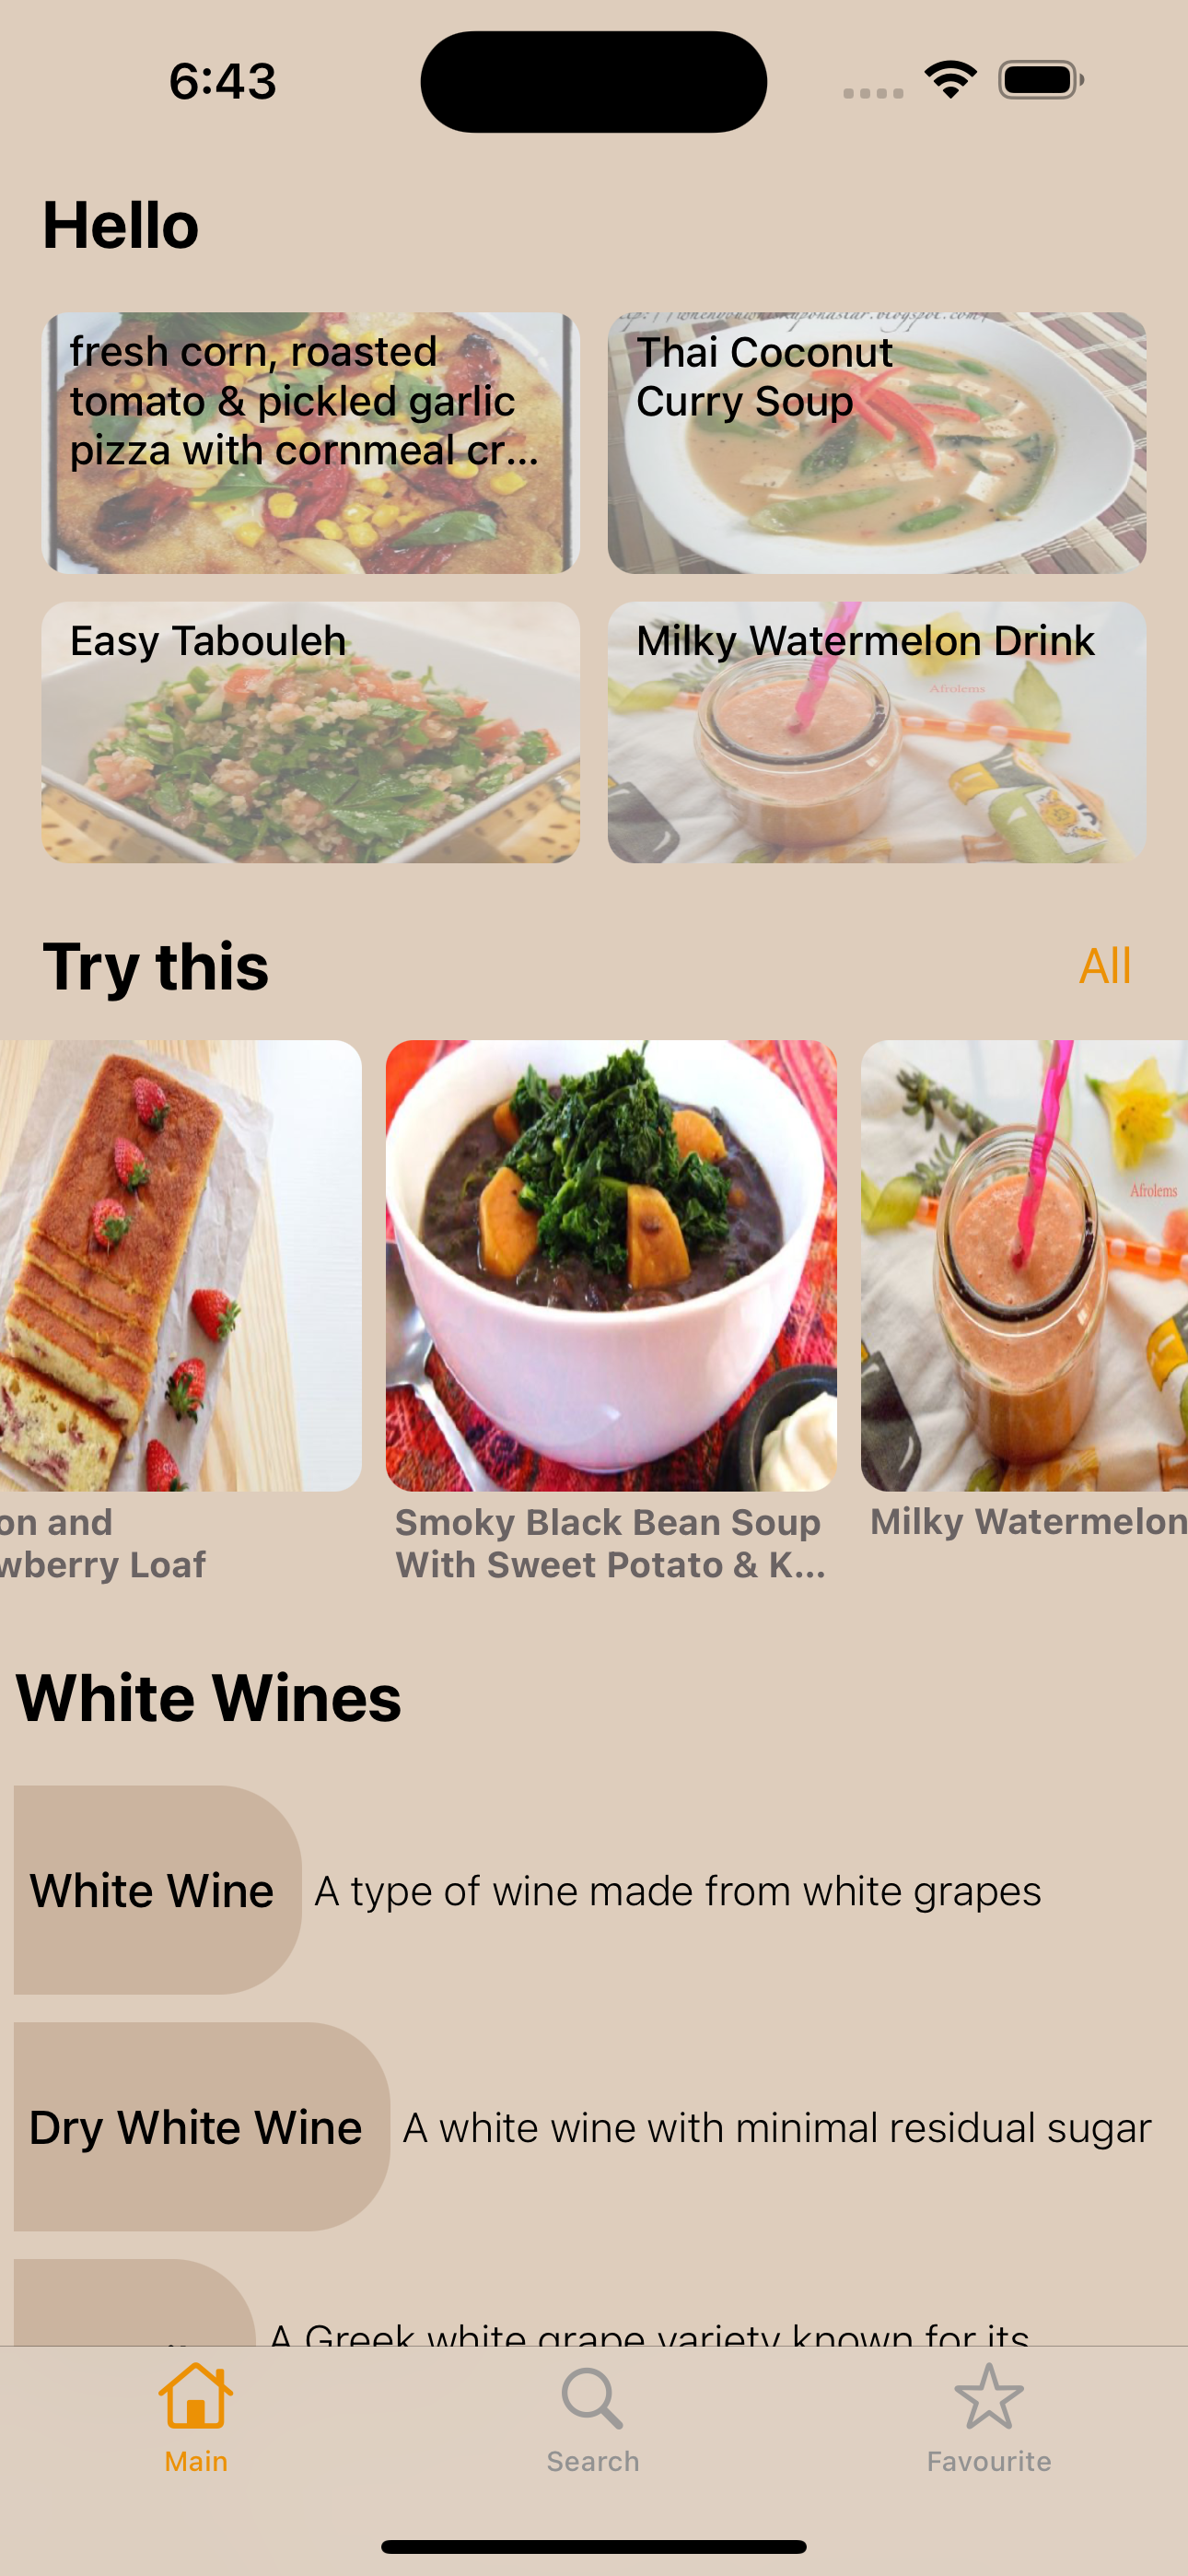 6:43
Hello
fresh corn, roasted
tomato & pickled garlic
pizza with cornmeal cr...
Thai Coconut
Curry Soup
Easy Tabouleh
Milky Watermelon Drink
Afrolems
Try this
All
Afrolems
on and
wberry Loaf
Smoky Black Bean Soup
With Sweet Potato & K...
Milky Watermelon
White Wines
White Wine
A type of wine made from white grapes
Dry White Wine
A white wine with minimal residual sugar
A Greek white grape variety known for its
Main
Search
Favourite